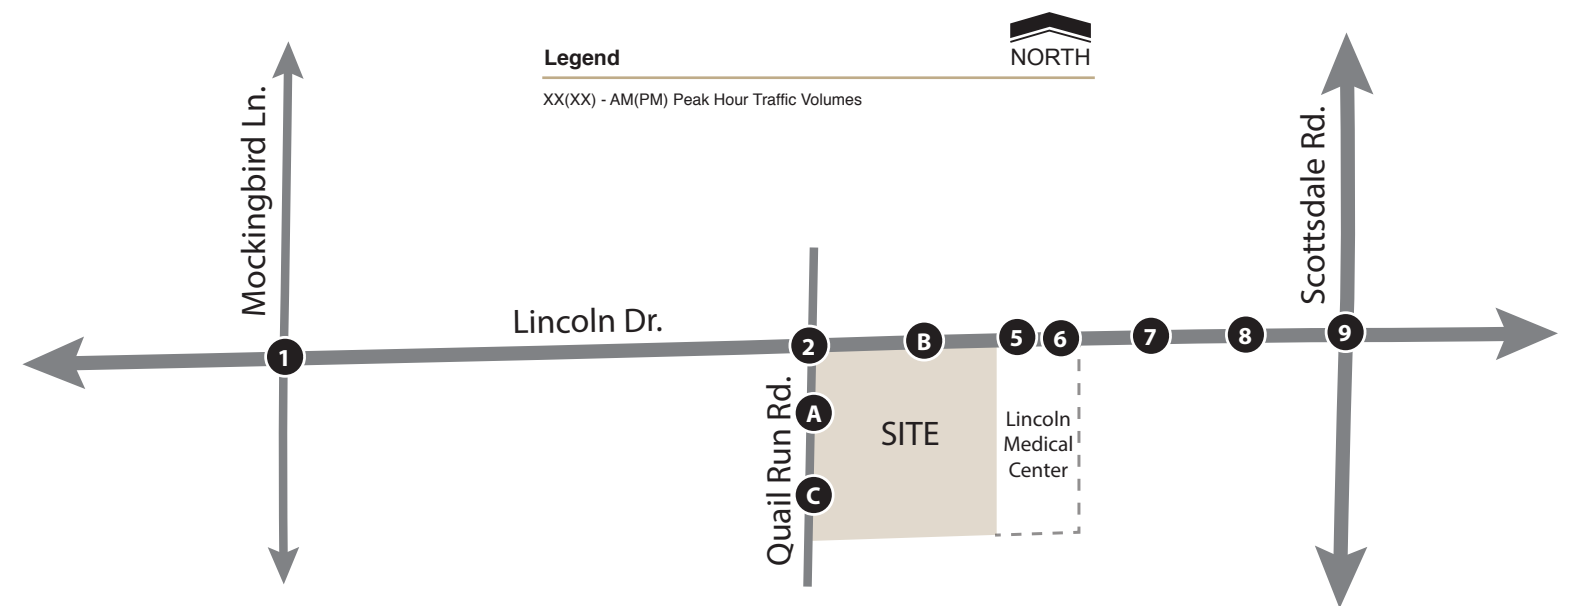 Legend
NORTH
XX(XX) - AM(PM) Peak Hour Traffic Volumes
Mockingbird Ln.
Scottsdale Rd.
Lincoln Dr.
1
2
B
5
6
7
8
9
Quail Run Rd.
A
C
SITE
Lincoln
Medical
Center